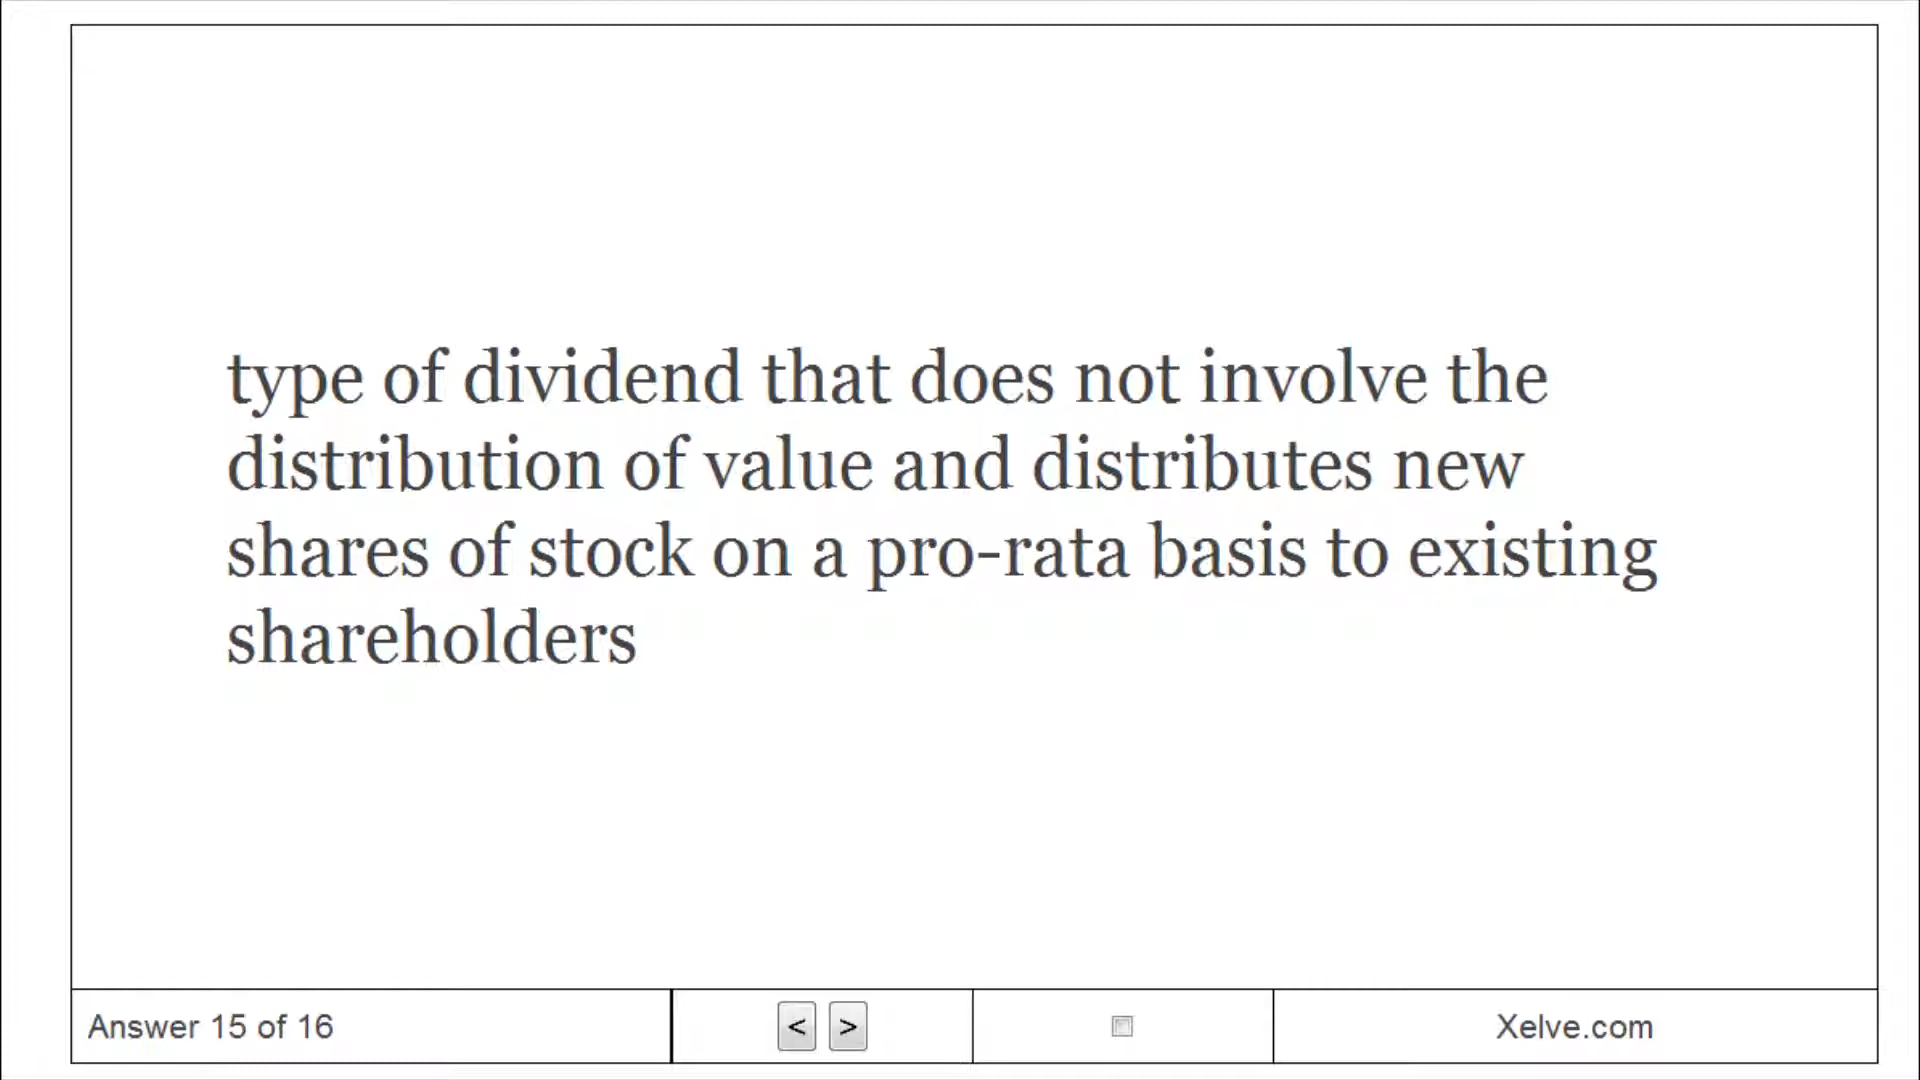 type of dividend that does not involve the
distribution of value and distributes new
shares of stock on a pro-rata basis to existing
shareholders
Answer 15 of 16
< >
Xelve.com